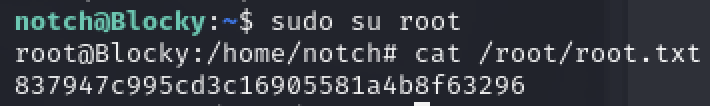 notch@Blocky:~$ sudo su root
root@Blocky:/home/notch# cat /root/root.txt
837947c995cd3c16905581a4b8f63296